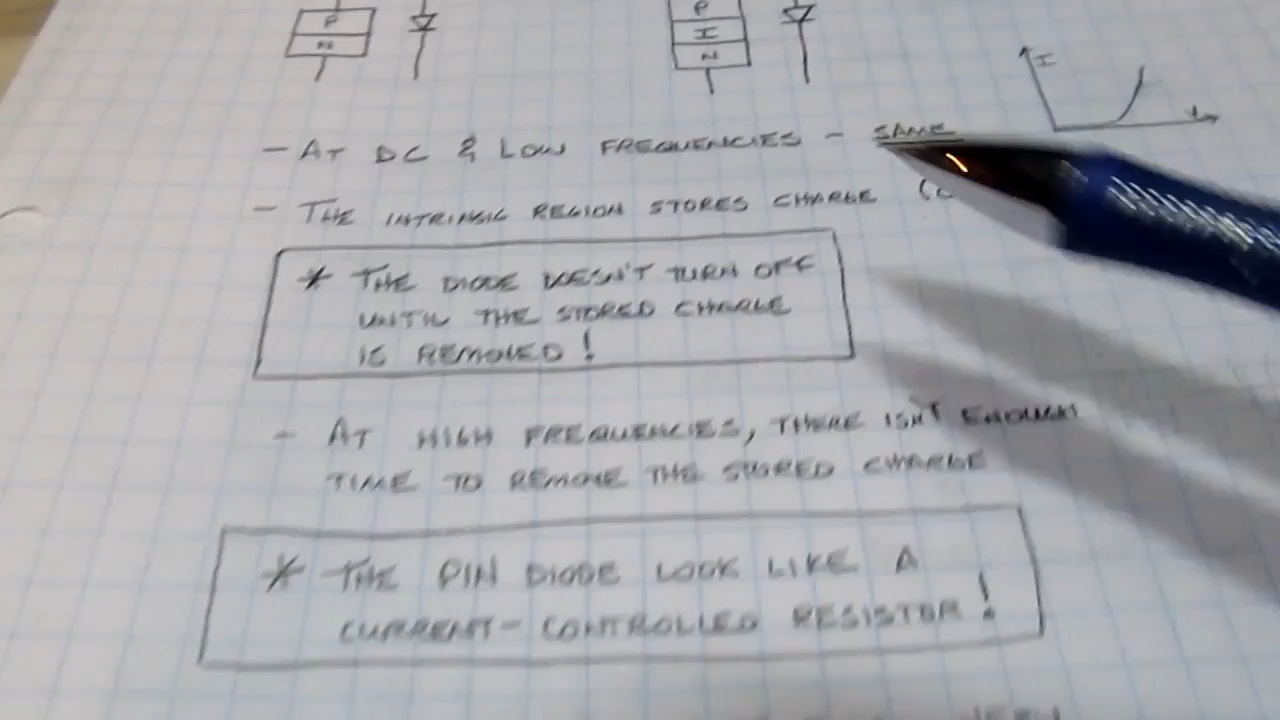 P
N
P
I
N
I
- AT DC & LOW FREQUENCIES - SAME
- THE INTRINSIC REGION STORES CHARGE
* THE DIODE DOESN'T TURN OFF
UNTIL THE STORED CHARGE
IS REMOVED!
- AT HIGH FREQUENCIES, THERE ISN'T ENOUGH
TIME TO REMOVE THE STORED CHARGE
* THE PIN DIODE LOOK LIKE A
CURRENT-CONTROLLED RESISTOR!